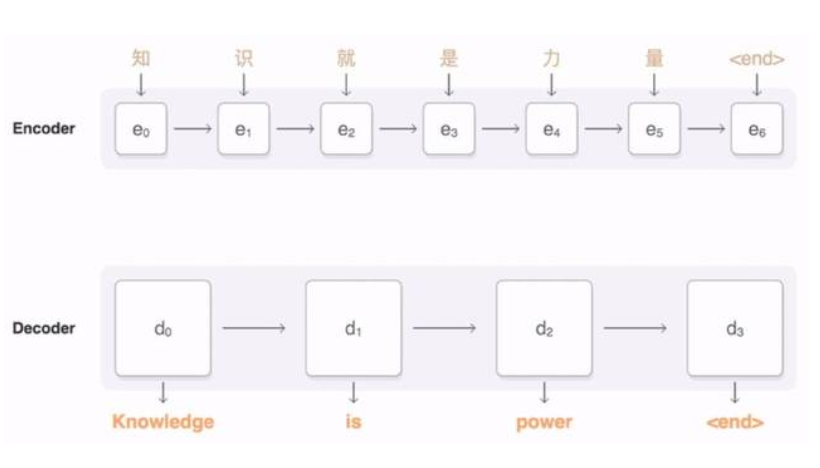 知 识 就 是 力 量 <end>
Encoder e₀ e₁ e₂ e₃ e₄ e₅ e₆
Decoder d₀ d₁ d₂ d₃
Knowledge is power <end>